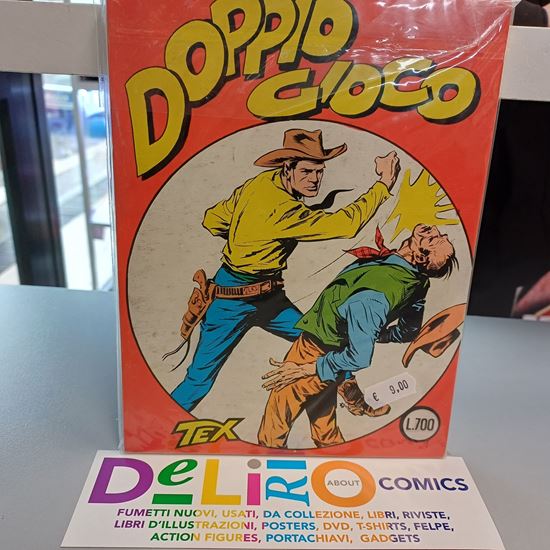 DOPPIO
GIOCO
€ 9,00
L.700
TEX
DeLiRiO ABOUT COMICS
FUMETTI NUOVI, USATI, DA COLLEZIONE, LIBRI, RIVISTE,
LIBRI D'ILLUSTRAZIONI, POSTERS, DVD, T-SHIRTS, FELPE,
ACTION FIGURES, PORTACHIAVI, GADGETS